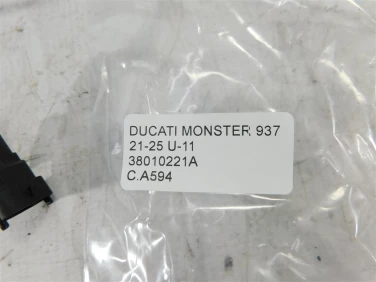 DUCATI MONSTER 937
21-25 U-11
38010221A
C.A594